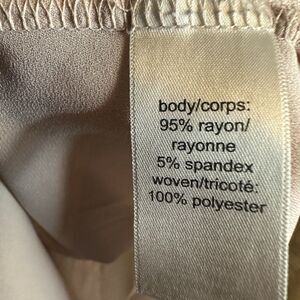 body/corps:
95% rayon/
rayonne
5% spandex
woven/tricoté:
100% polyester